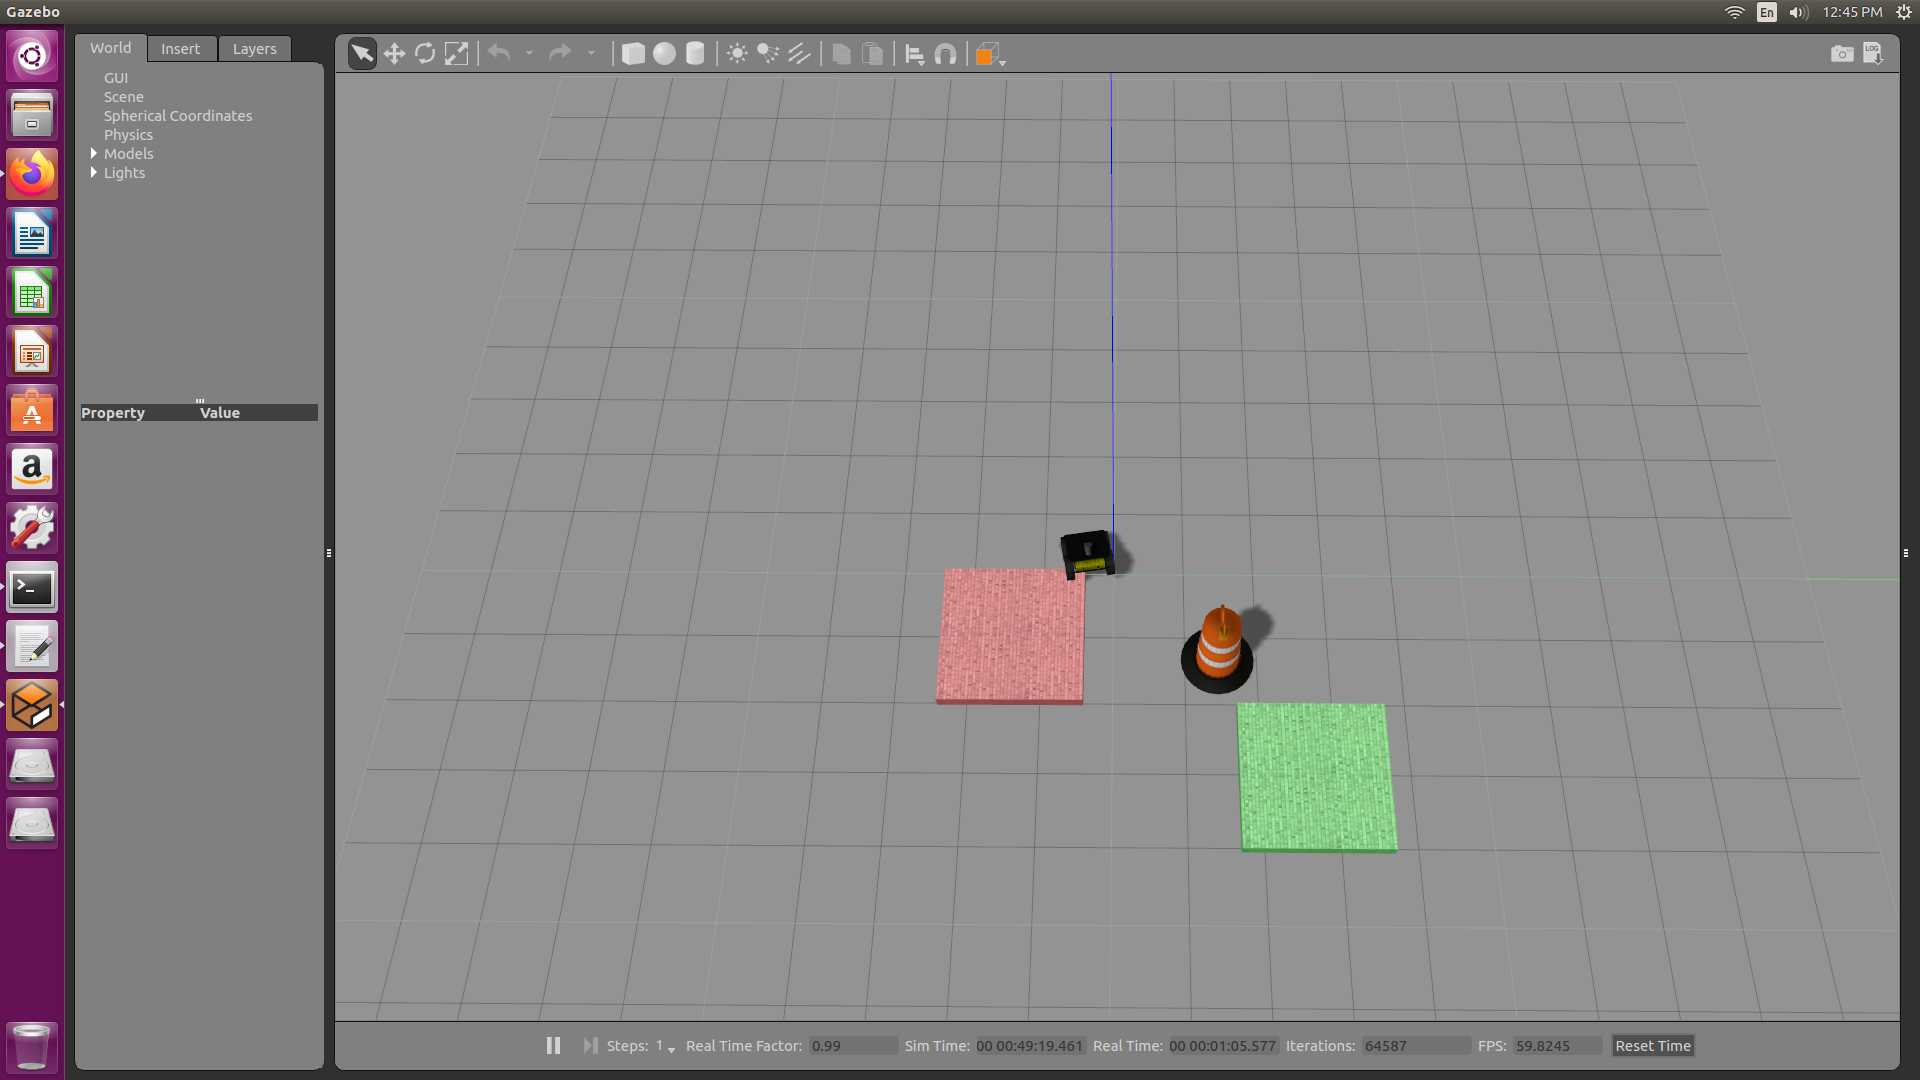 Gazebo
En
12:45 PM
World Insert Layers
LOG
GUI
Scene
Spherical Coordinates
Physics
Models
Lights
Property Value
Steps: 1 Real Time Factor: 0.99 Sim Time: 00 00:49:19.461 Real Time: 00 00:01:05.577 Iterations: 64587 FPS: 59.8245 Reset Time